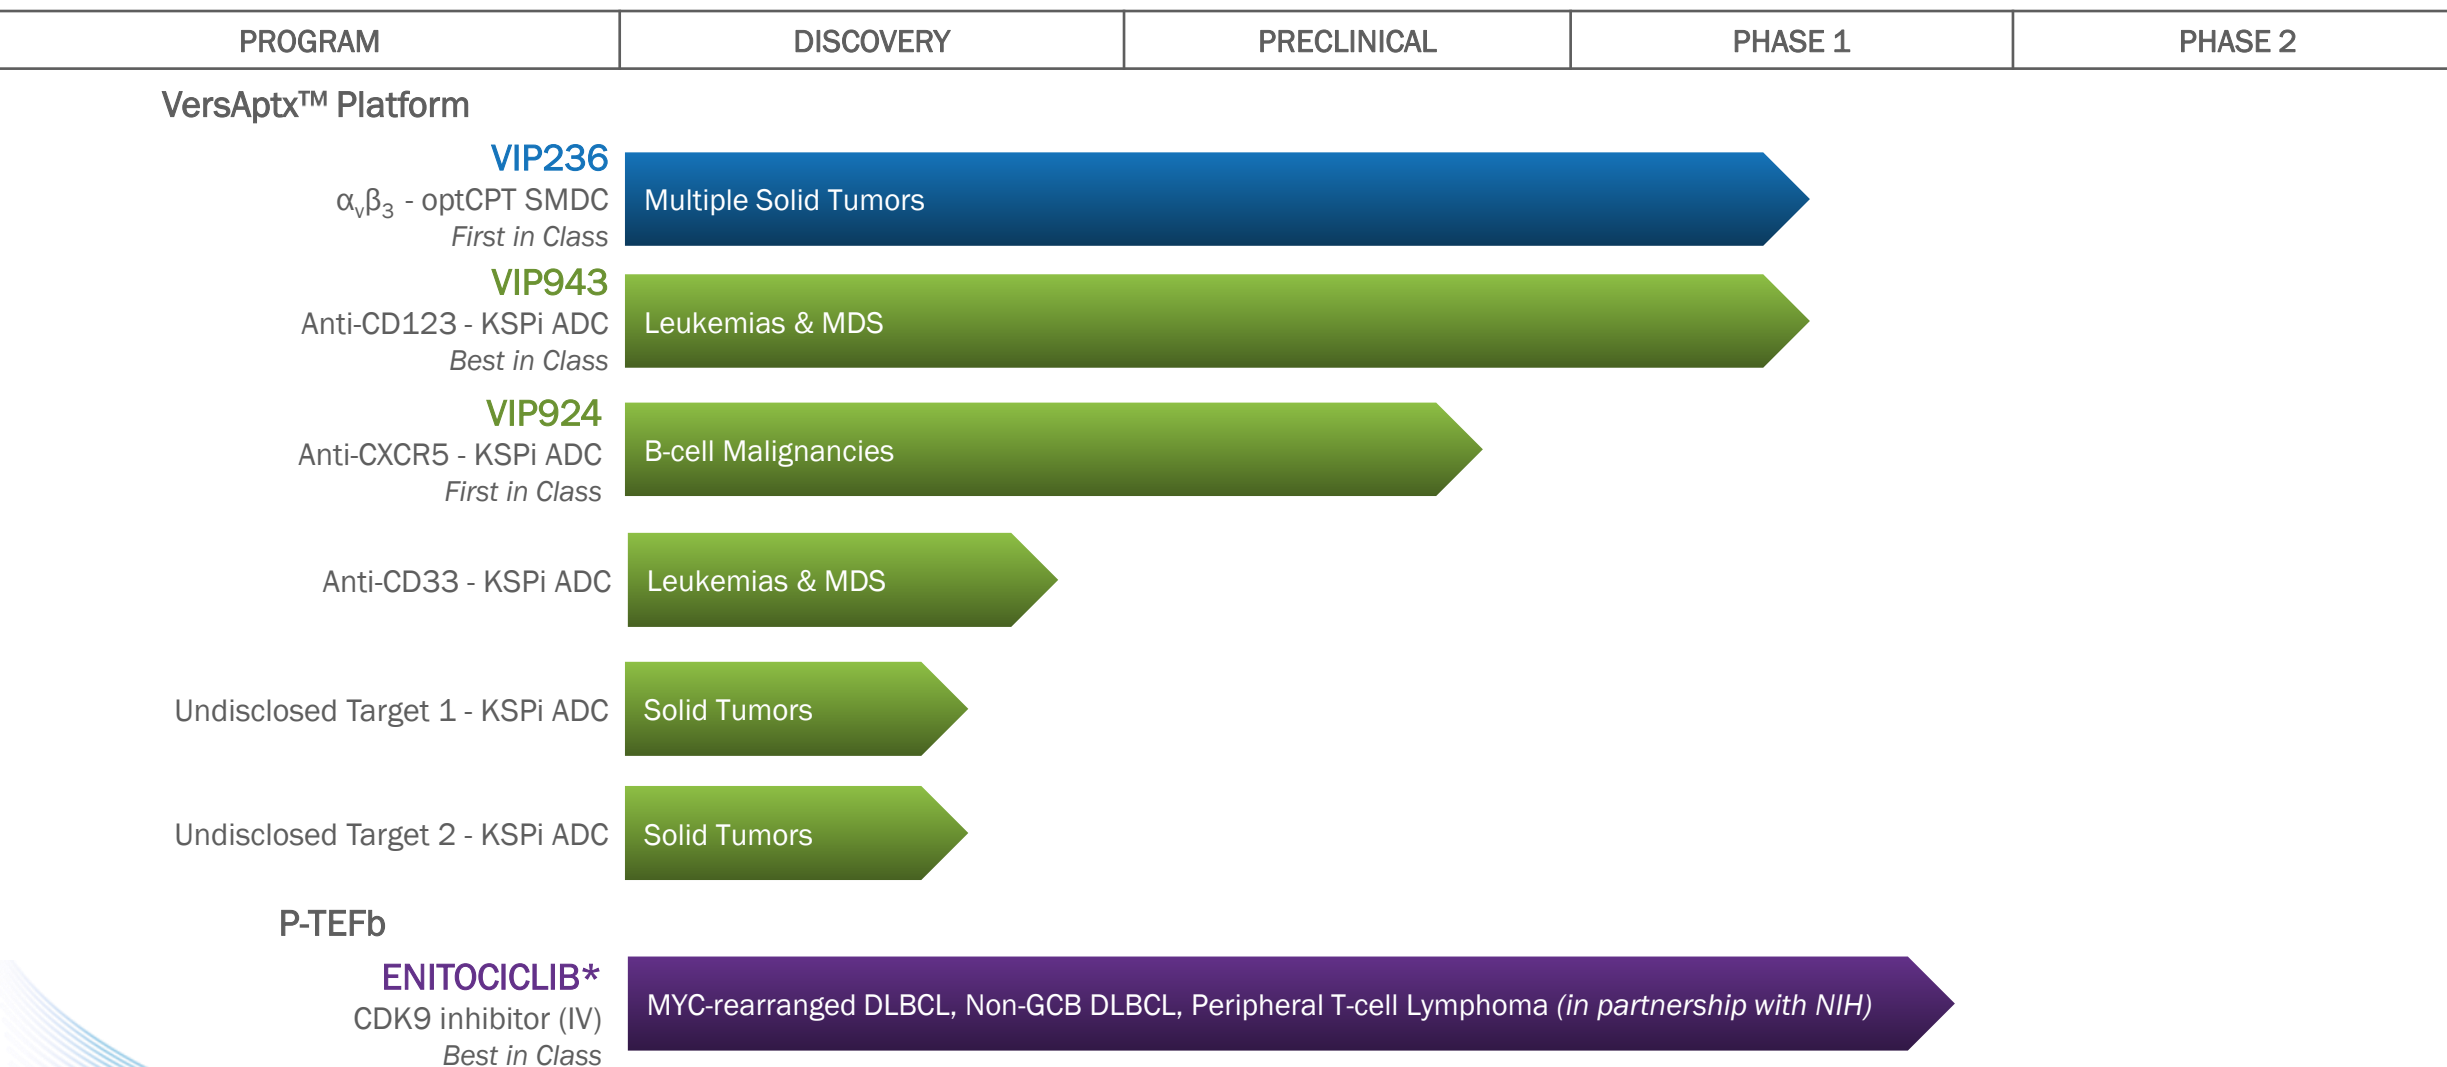 PROGRAM DISCOVERY PRECLINICAL PHASE 1 PHASE 2
VersAptx™ Platform
VIP236
αvβ3 - optCPT SMDC
First in Class
Multiple Solid Tumors
VIP943
Anti-CD123 - KSPi ADC
Best in Class
Leukemias & MDS
VIP924
Anti-CXCR5 - KSPi ADC
First in Class
B-cell Malignancies
Anti-CD33 - KSPi ADC
Leukemias & MDS
Undisclosed Target 1 - KSPi ADC
Solid Tumors
Undisclosed Target 2 - KSPi ADC
Solid Tumors
P-TEFb
ENITOCICLIB*
CDK9 inhibitor (IV)
Best in Class
MYC-rearranged DLBCL, Non-GCB DLBCL, Peripheral T-cell Lymphoma (in partnership with NIH)